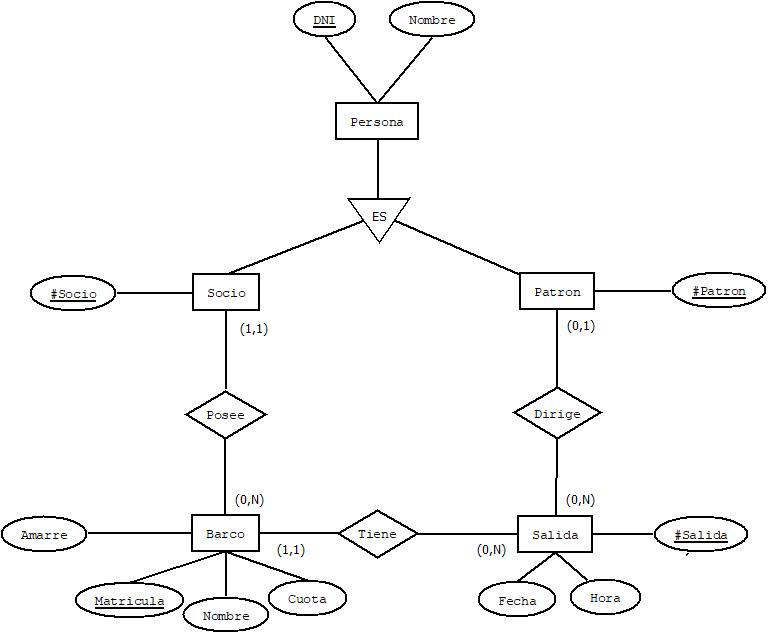 DNI
Nombre
Persona
ES
#Socio
Socio
Patron
#Patron
(1,1)
(0,1)
Posee
Dirige
(0,N)
(0,N)
Amarre
Barco
Tiene
Salida
#Salida
(1,1)
(0,N)
Matricula
Nombre
Cuota
Fecha
Hora